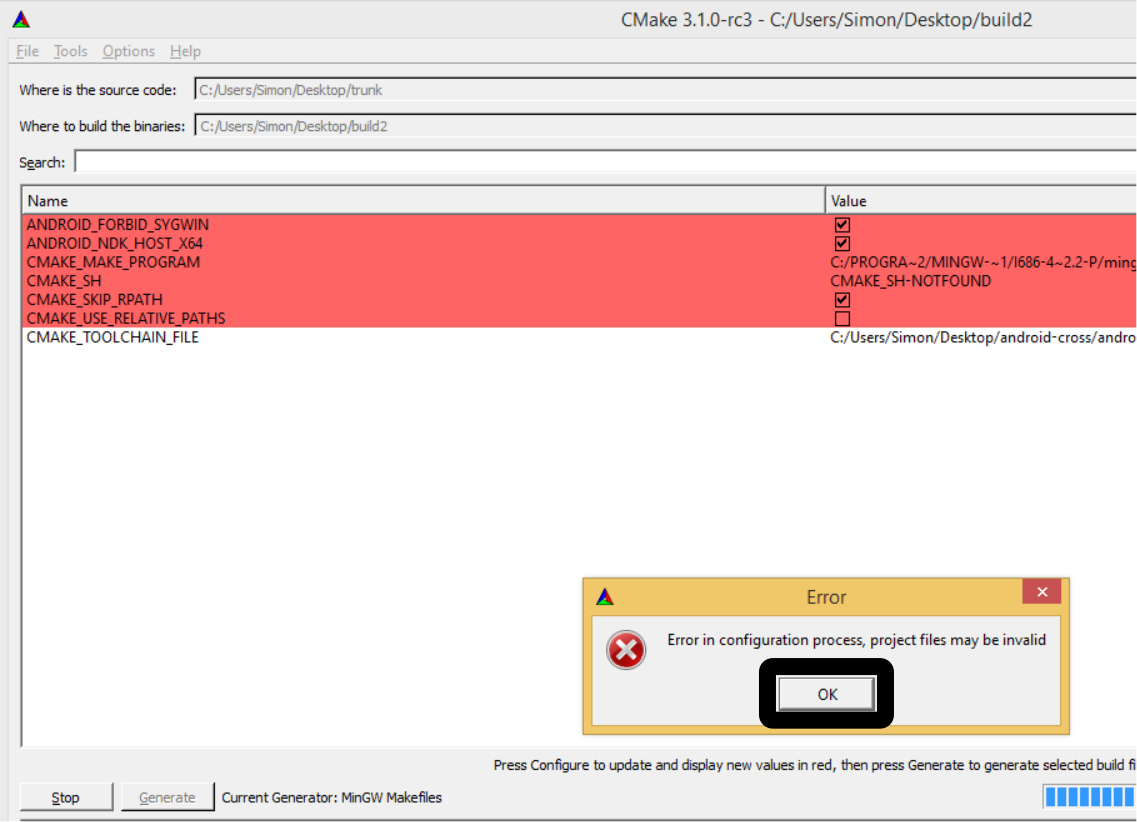 CMake 3.1.0-rc3 - C:/Users/Simon/Desktop/build2
File Tools Options Help
Where is the source code: C:/Users/Simon/Desktop/trunk
Where to build the binaries: C:/Users/Simon/Desktop/build2
Search:
Name Value
ANDROID_FORBID_SYGWIN
ANDROID_NDK_HOST_X64
CMAKE_MAKE_PROGRAM C:/PROGRA~2/MINGW-~1/I686-4~2.2-P/ming
CMAKE_SH CMAKE_SH-NOTFOUND
CMAKE_SKIP_RPATH
CMAKE_USE_RELATIVE_PATHS
CMAKE_TOOLCHAIN_FILE C:/Users/Simon/Desktop/android-cross/andro
Error
Error in configuration process, project files may be invalid
OK
Press Configure to update and display new values in red, then press Generate to generate selected build fi
Stop Generate Current Generator: MinGW Makefiles